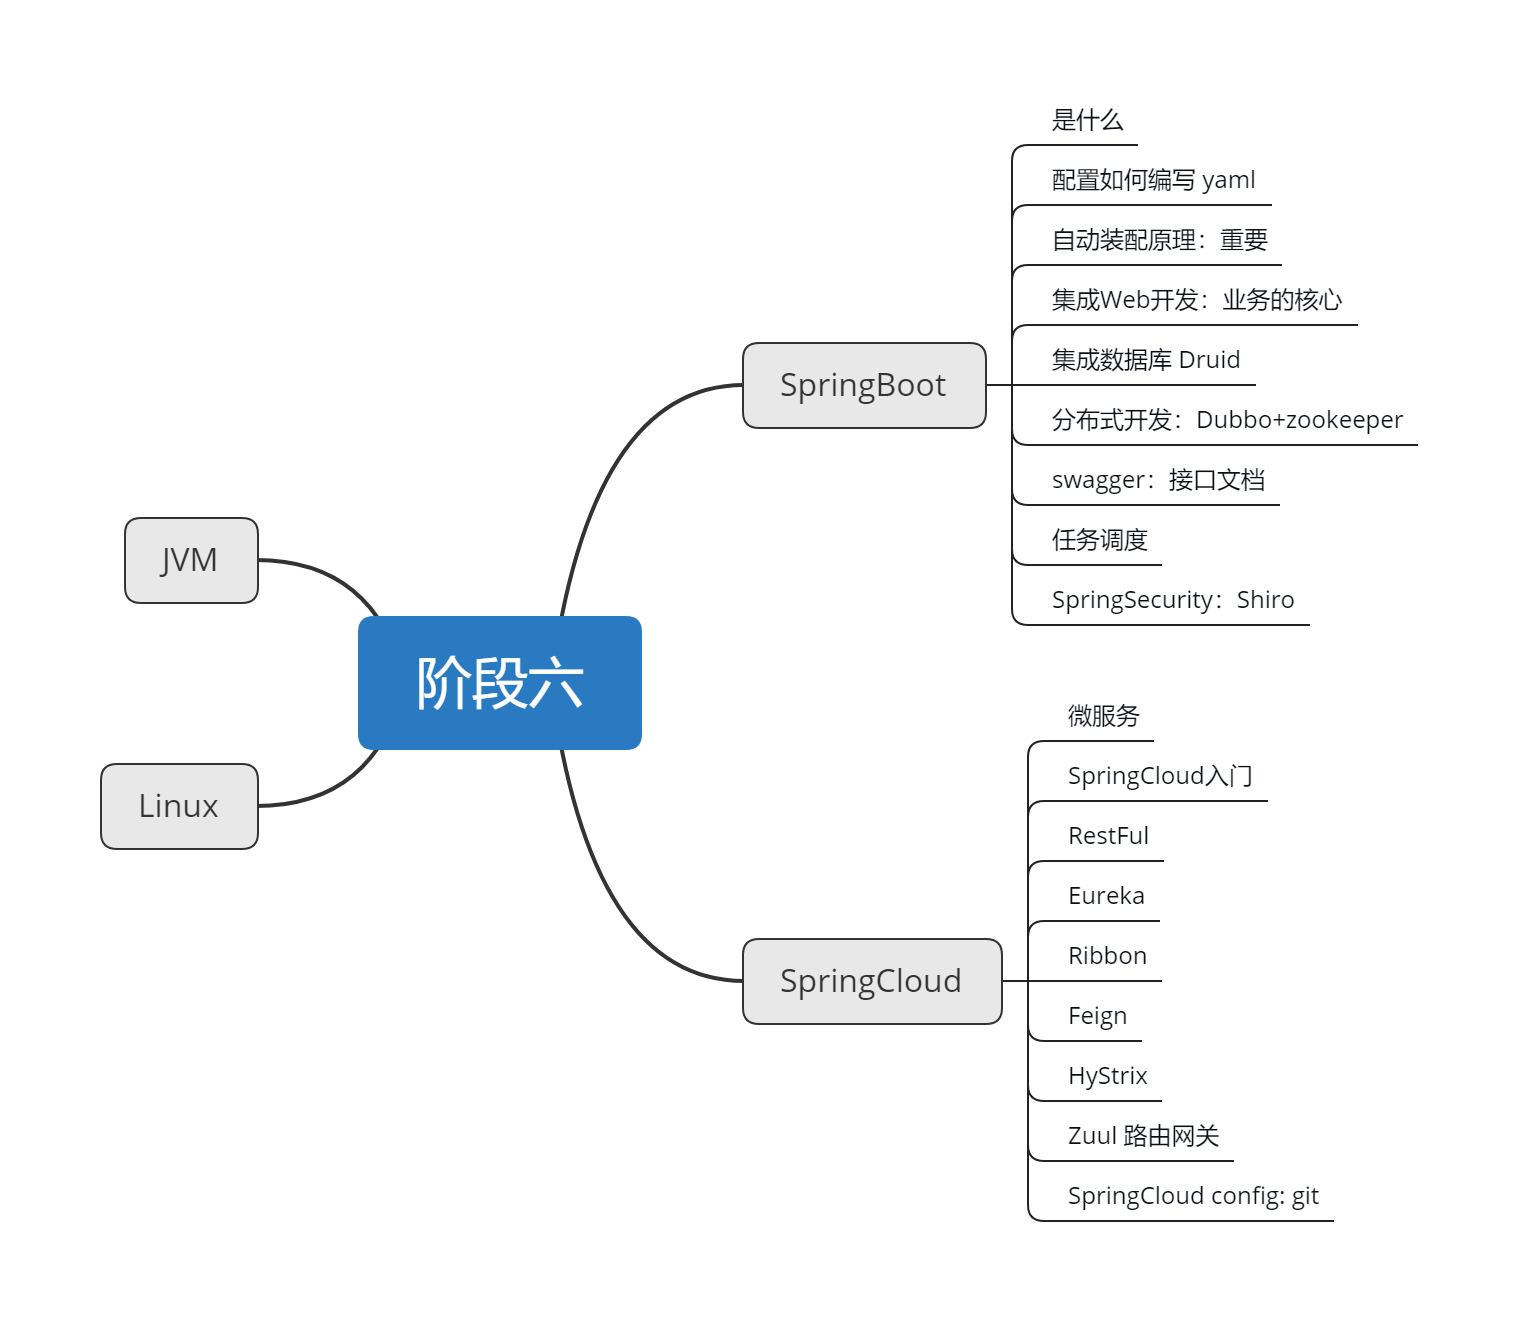 阶段六
SpringBoot
是什么
配置如何编写 yaml
自动装配原理：重要
集成Web开发：业务的核心
集成数据库 Druid
分布式开发：Dubbo+zookeeper
swagger：接口文档
任务调度
SpringSecurity：Shiro
SpringCloud
微服务
SpringCloud入门
RestFul
Eureka
Ribbon
Feign
HyStrix
Zuul 路由网关
SpringCloud config: git
JVM
Linux